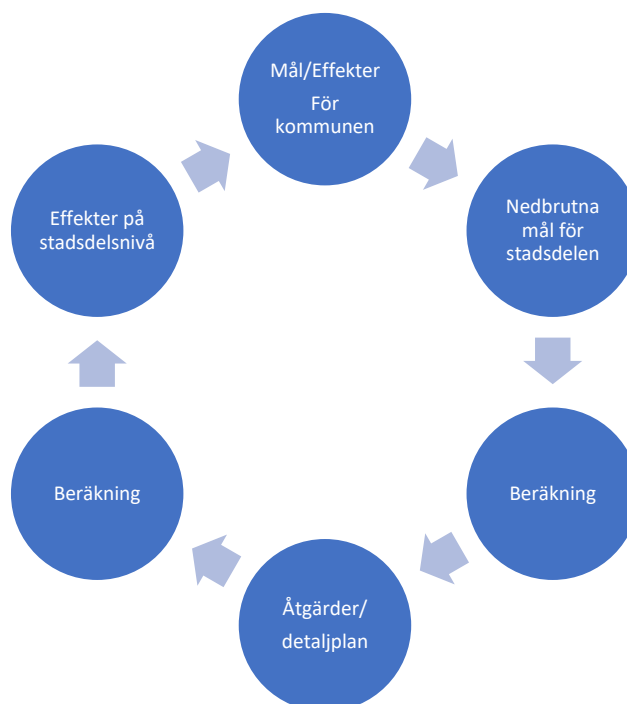 Mål/Effekter
För
kommunen
Nedbrutna
mål för
stadsdelen
Beräkning
Åtgärder/
detaljplan
Beräkning
Effekter på
stadsdelsnivå